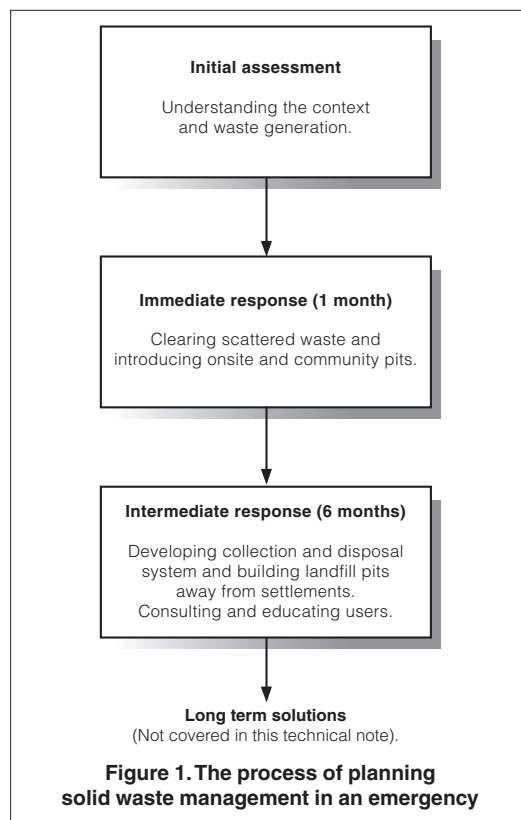 Initial assessment
Understanding the context
and waste generation.
Immediate response (1 month)
Clearing scattered waste and
introducing onsite and community pits.
Intermediate response (6 months)
Developing collection and disposal
system and building landfill pits
away from settlements.
Consulting and educating users.
Long term solutions
(Not covered in this technical note).
Figure 1. The process of planning
solid waste management in an emergency